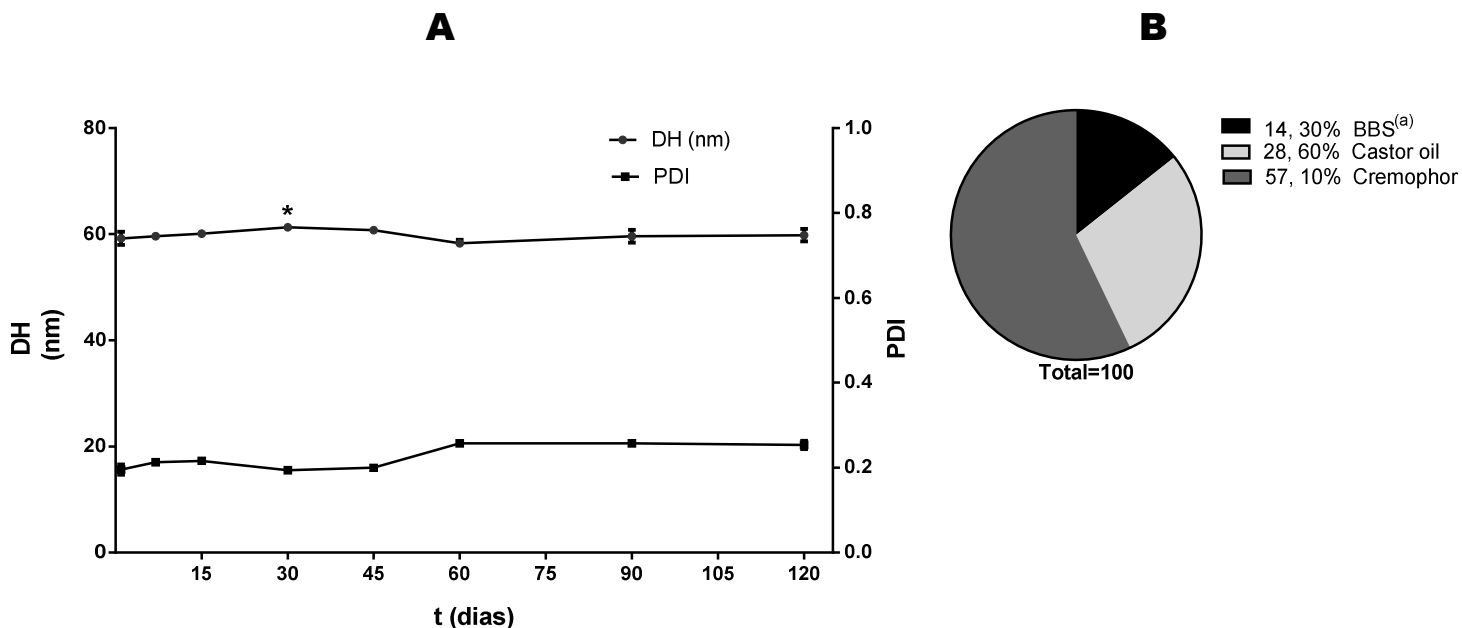 A
B
80
60
40
20
0
DH
(nm)
DH (nm)
PDI
*
1.0
0.8
0.6
0.4
0.2
0.0
PDI
15 30 45 60 75 90 105 120
t (dias)
14, 30% BBS(a)
28, 60% Castor oil
57, 10% Cremophor
Total=100